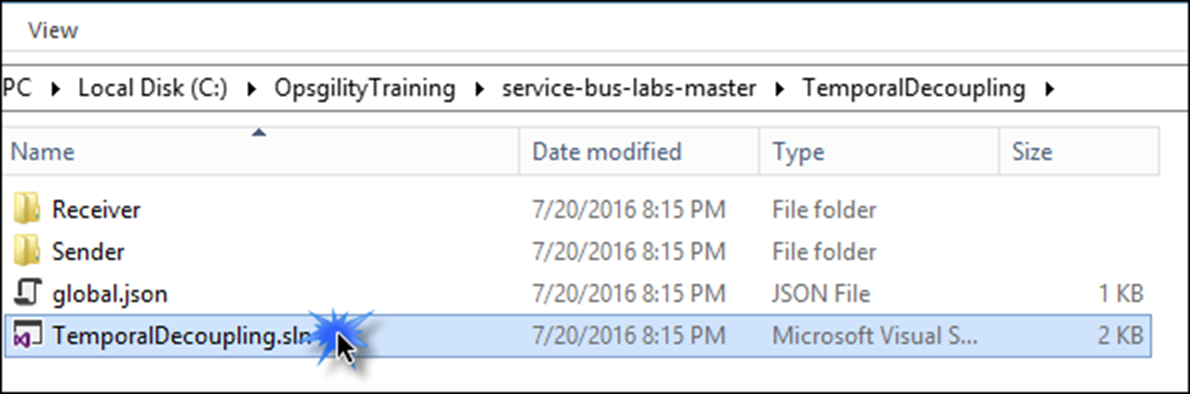 View
PC Local Disk (C:) OpsgilityTraining service-bus-labs-master TemporalDecoupling
Name Date modified Type Size
Receiver 7/20/2016 8:15 PM File folder
Sender 7/20/2016 8:15 PM File folder
global.json 7/20/2016 8:15 PM JSON File 1 KB
TemporalDecoupling.sln 7/20/2016 8:15 PM Microsoft Visual S... 2 KB